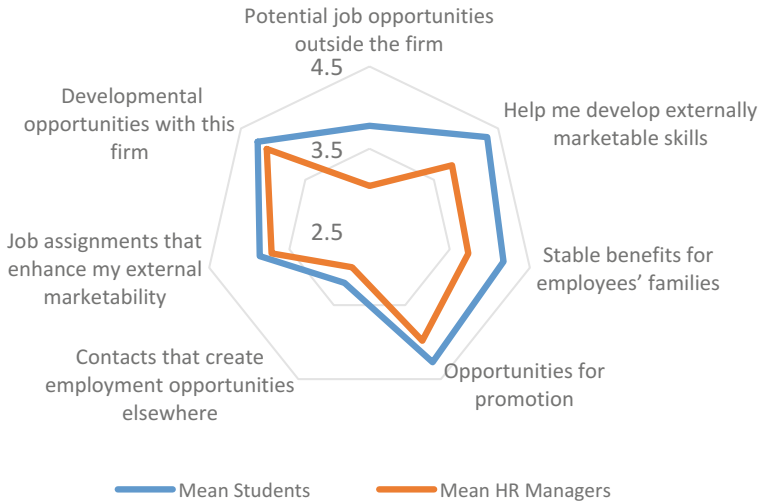 Potential job opportunities
outside the firm
4.5
Help me develop externally
marketable skills
Developmental
opportunities with this
firm
3.5
2.5
Stable benefits for
employees’ families
Job assignments that
enhance my external
marketability
Opportunities for
promotion
Contacts that create
employment opportunities
elsewhere
Mean Students
Mean HR Managers